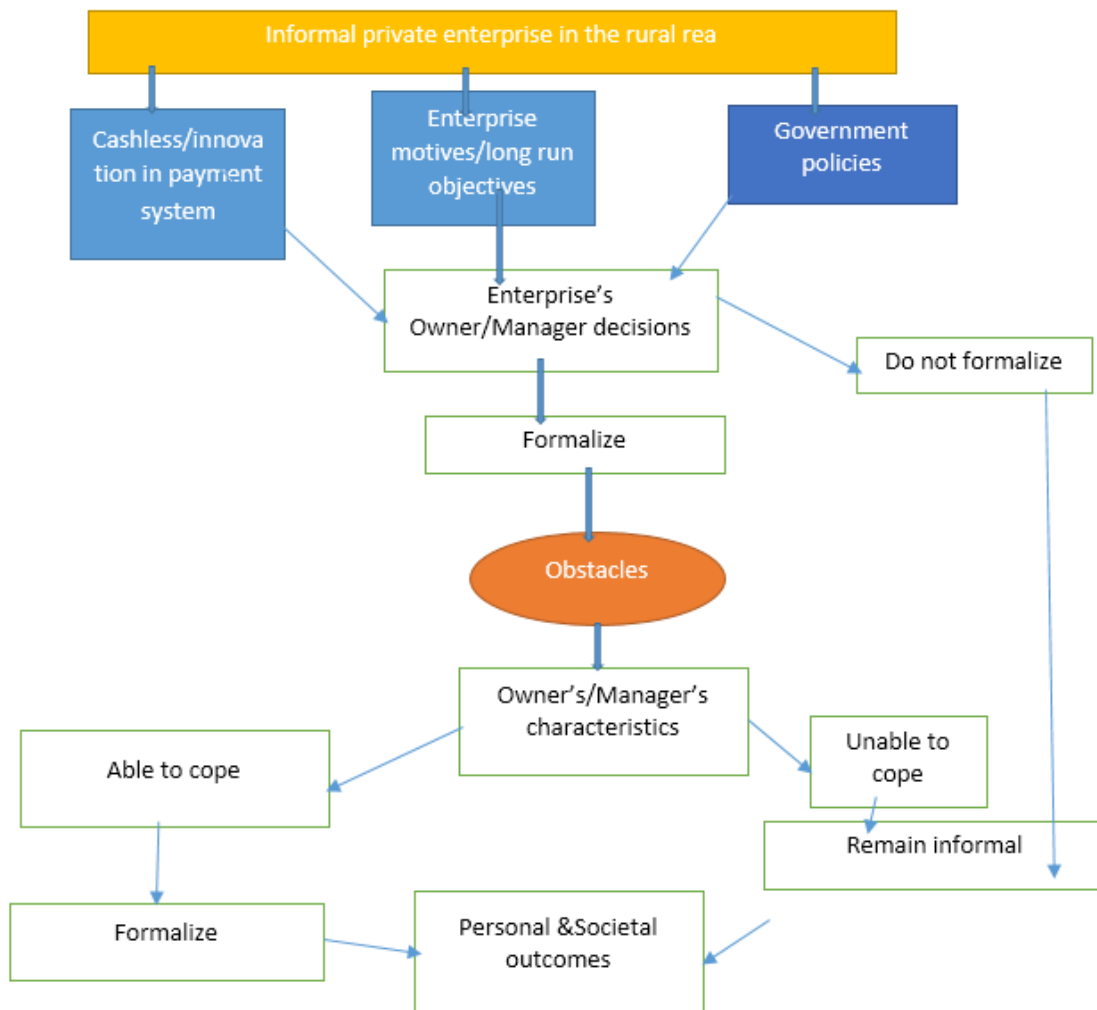 Informal private enterprise in the rural rea
Cashless/innova
tion in payment
system
Enterprise
motives/long run
objectives
Government
policies
Enterprise’s
Owner/Manager decisions
Do not formalize
Formalize
Obstacles
Owner’s/Manager’s
characteristics
Able to cope
Unable to
cope
Remain informal
Formalize
Personal &Societal
outcomes